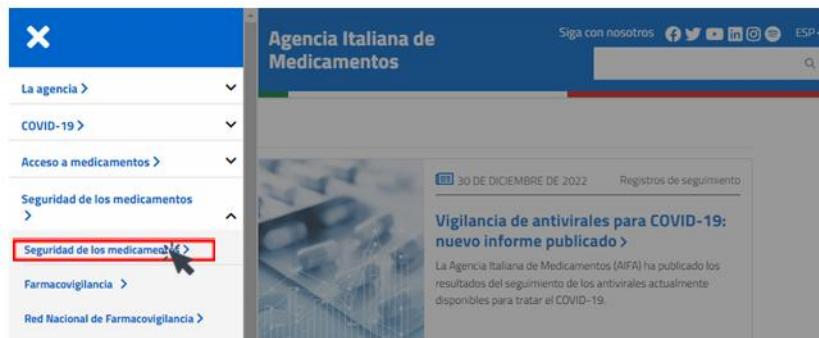 Agencia Italiana de
Medicamentos
Siga con nosotros
ESP
La agencia >
COVID-19 >
Acceso a medicamentos >
Seguridad de los medicamentos
>
Seguridad de los medicamentos >
Farmacovigilancia >
Red Nacional de Farmacovigilancia >
30 DE DICIEMBRE DE 2022 Registros de seguimiento
Vigilancia de antivirales para COVID-19:
nuevo informe publicado >
La Agencia Italiana de Medicamentos (AIFA) ha publicado los
resultados del seguimiento de los antivirales actualmente
disponibles para tratar el COVID-19.